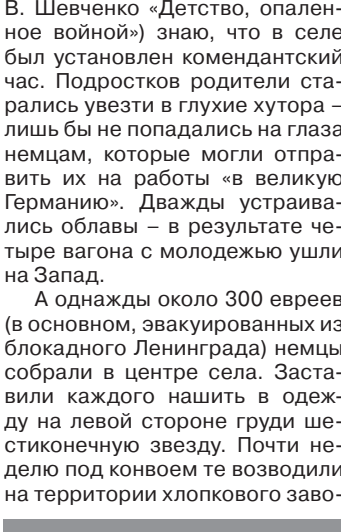 В. Шевченко «Детство, опален-
ное войной») знаю, что в селе
был установлен комендантский
час. Подростков родители ста-
рались увезти в глухие хутора –
лишь бы не попадались на глаза
немцам, которые могли отпра-
вить их на работы «в великую
Германию». Дважды устраива-
лись облавы – в результате че-
тыре вагона с молодежью ушли
на Запад.
А однажды около 300 евреев
(в основном, эвакуированных из
блокадного Ленинграда) немцы
собрали в центре села. Заста-
вили каждого нашить в одеж-
ду на левой стороне груди ше-
стиконечную звезду. Почти не-
делю под конвоем те возводили
на территории хлопкового заво-